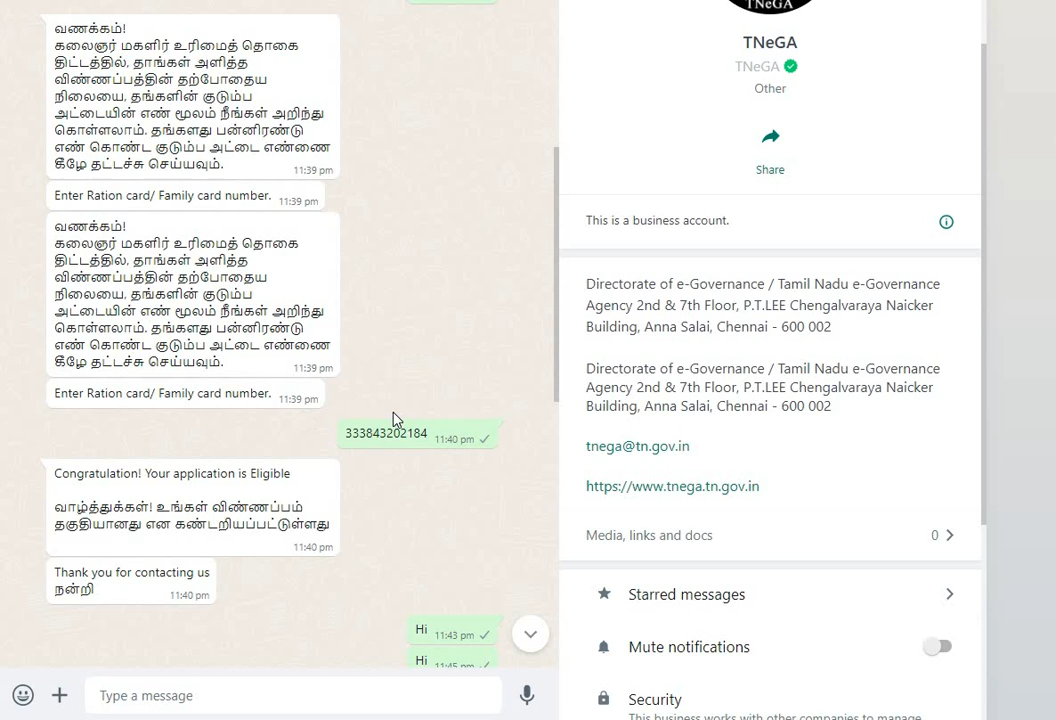 வணக்கம்!
கலைஞர் மகளிர் உரிமைத் தொகை
திட்டத்தில், தாங்கள் அளித்த
விண்ணப்பத்தின் தற்போதைய
நிலையை, தங்களின் குடும்ப
அட்டையின் எண் மூலம் நீங்கள் அறிந்து
கொள்ளலாம். தங்களது பன்னிரண்டு
எண் கொண்ட குடும்ப அட்டை எண்ணை
கீழே தட்டச்சு செய்யவும்.
11:39 pm
Enter Ration card/ Family card number. 11:39 pm
வணக்கம்!
கலைஞர் மகளிர் உரிமைத் தொகை
திட்டத்தில், தாங்கள் அளித்த
விண்ணப்பத்தின் தற்போதைய
நிலையை, தங்களின் குடும்ப
அட்டையின் எண் மூலம் நீங்கள் அறிந்து
கொள்ளலாம். தங்களது பன்னிரண்டு
எண் கொண்ட குடும்ப அட்டை எண்ணை
கீழே தட்டச்சு செய்யவும்.
11:39 pm
Enter Ration card/ Family card number. 11:39 pm
333843202184 11:40 pm
Congratulation! Your application is Eligible
வாழ்த்துக்கள்! உங்கள் விண்ணப்பம்
தகுதியானது என கண்டறியப்பட்டுள்ளது
11:40 pm
Thank you for contacting us
நன்றி 11:40 pm
Hi 11:43 pm
Hi 11:45 pm
Type a message
TNeGA
TNeGA
TNeGA
Other
Share
This is a business account.
Directorate of e-Governance / Tamil Nadu e-Governance
Agency 2nd & 7th Floor, P.T.LEE Chengalvaraya Naicker
Building, Anna Salai, Chennai - 600 002
Directorate of e-Governance / Tamil Nadu e-Governance
Agency 2nd & 7th Floor, P.T.LEE Chengalvaraya Naicker
Building, Anna Salai, Chennai - 600 002
tnega@tn.gov.in
https://www.tnega.tn.gov.in
Media, links and docs 0
Starred messages
Mute notifications
Security
This business works with other companies to manage